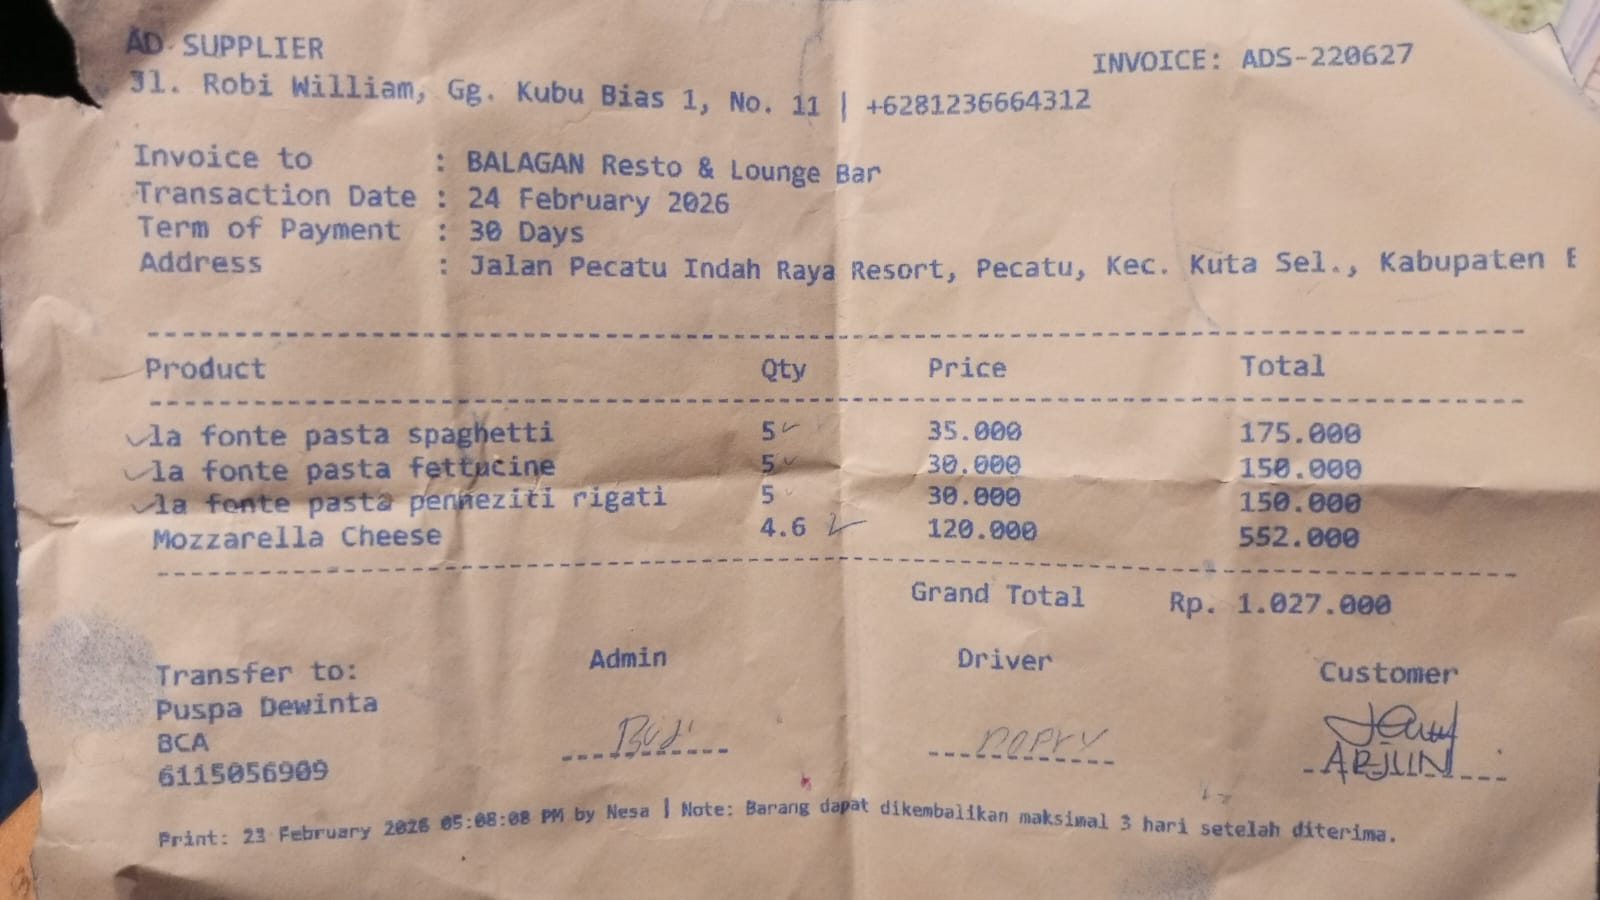 AD SUPPLIER
INVOICE: ADS-220627
Jl. Robi William, Gg. Kubu Bias 1, No. 11 | +6281236664312
Invoice to : BALAGAN Resto & Lounge Bar
Transaction Date : 24 February 2026
Term of Payment : 30 Days
Address : Jalan Pecatu Indah Raya Resort, Pecatu, Kec. Kuta Sel., Kabupaten
Product Qty Price Total
la fonte pasta spaghetti 5 35.000 175.000
la fonte pasta fettucine 5 30.000 150.000
la fonte pasta penneziti rigati 5 30.000 150.000
Mozzarella Cheese 4.6 120.000 552.000
Grand Total Rp. 1.027.000
Transfer to: Admin Driver Customer
Puspa Dewinta
BCA
6115056909
ARJUN
Print: 23 February 2026 05:08:08 PM by Nesa | Note: Barang dapat dikembalikan maksimal 3 hari setelah diterima.